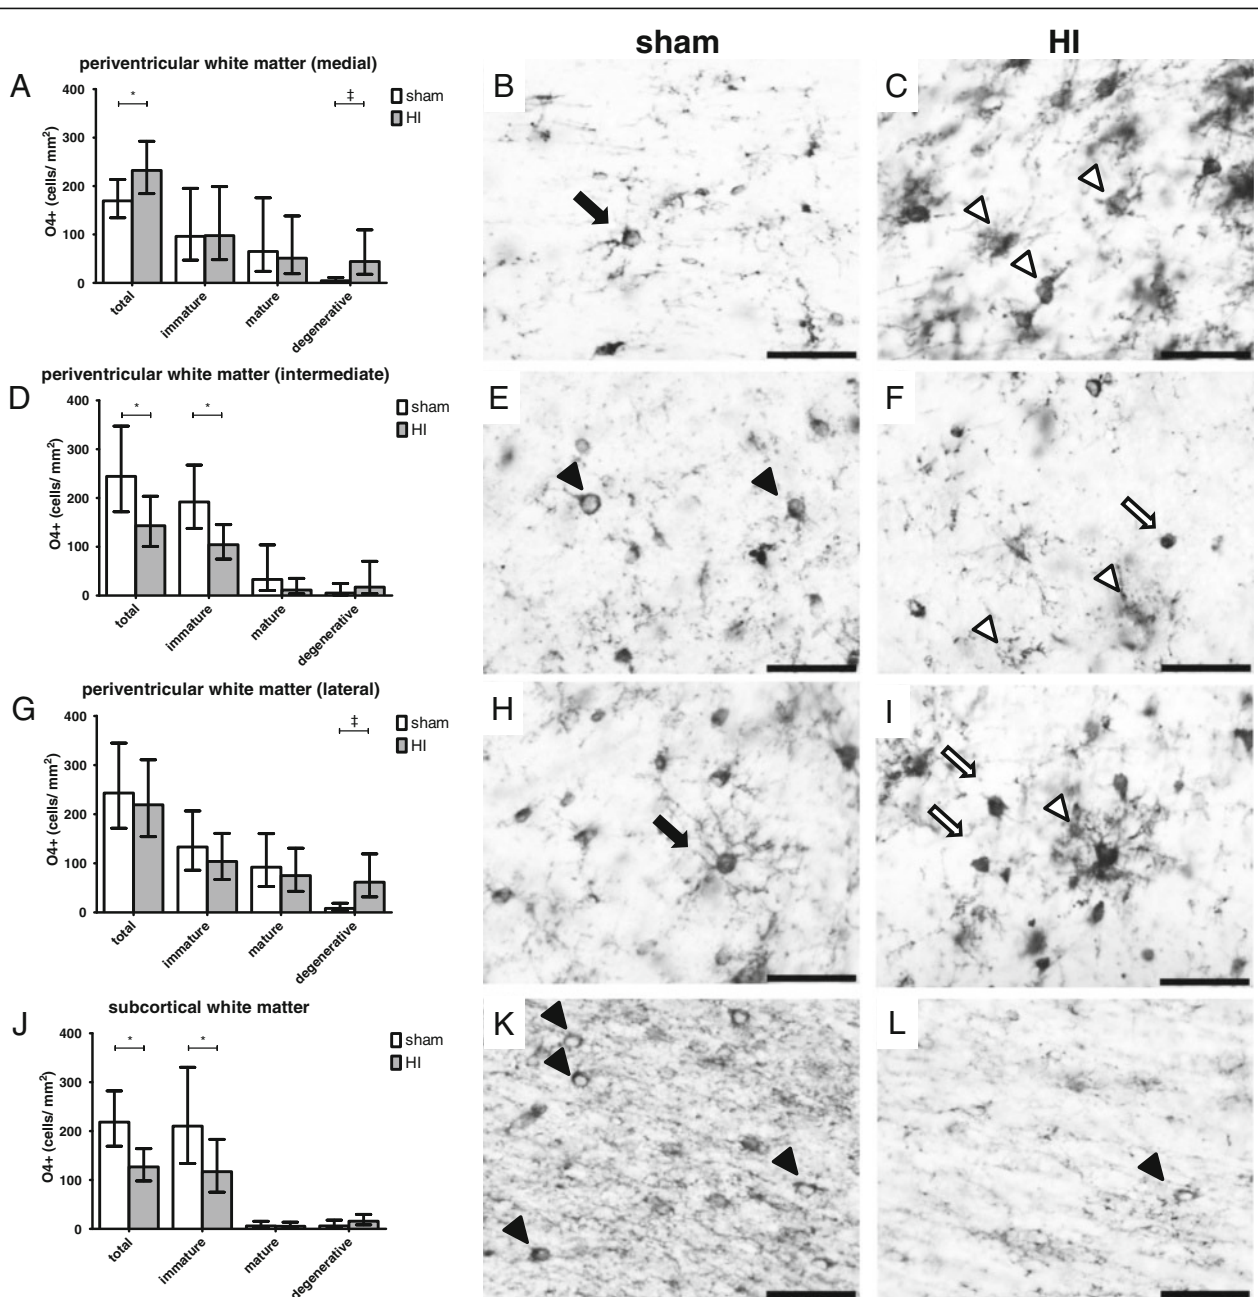 sham HI
A periventricular white matter (medial)
400
300
200
100
0
O4+ (cells/ mm²)
* ‡
sham
HI
total immature mature degenerative
B C
D periventricular white matter (intermediate)
400
300
200
100
0
O4+ (cells/ mm²)
* *
sham
HI
total immature mature degenerative
E F
G periventricular white matter (lateral)
400
300
200
100
0
O4+ (cells/ mm²)
‡
sham
HI
total immature mature degenerative
H I
J subcortical white matter
400
300
200
100
0
O4+ (cells/ mm²)
* *
sham
HI
total immature mature degenerative
K L